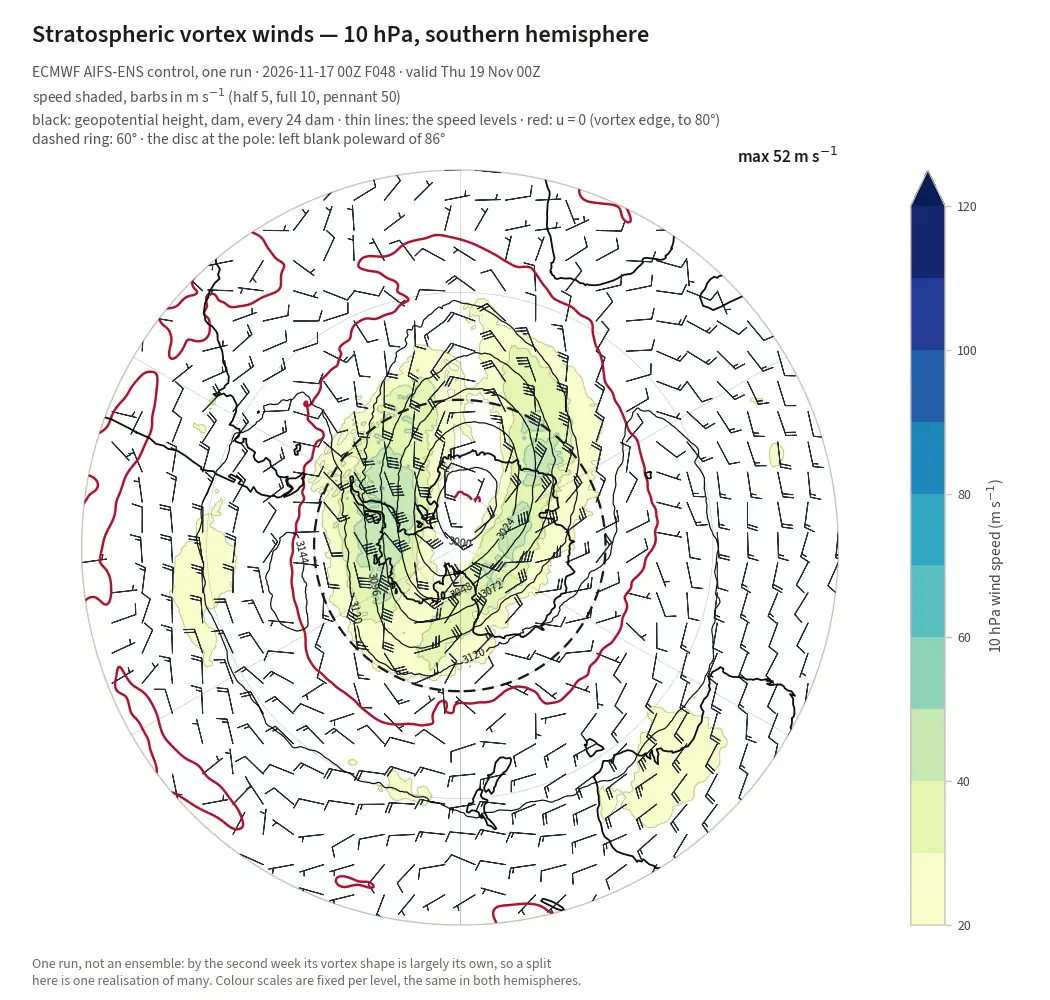 Stratospheric vortex winds — 10 hPa, southern hemisphere
ECMWF AIFS-ENS control, one run · 2026-11-17 00Z F048 · valid Thu 19 Nov 00Z
speed shaded, barbs in m s⁻¹ (half 5, full 10, pennant 50)
black: geopotential height, dam, every 24 dam · thin lines: the speed levels · red: u = 0 (vortex edge, to 80°)
dashed ring: 60° · the disc at the pole: left blank poleward of 86°
max 52 m s⁻¹
120
100
80
60
40
20
10 hPa wind speed (m s⁻¹)
3024
3000
3144
3048
3072
3120
3120
One run, not an ensemble: by the second week its vortex shape is largely its own, so a split
here is one realisation of many. Colour scales are fixed per level, the same in both hemispheres.